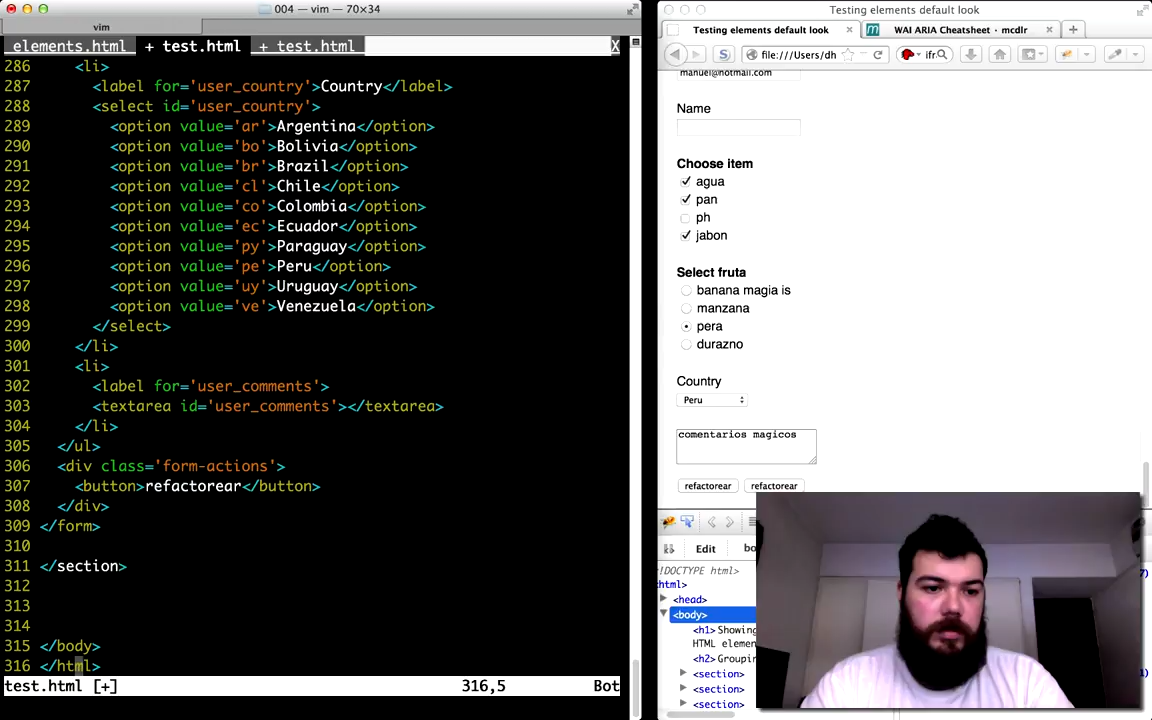 004 — vim — 70×34
vim
elements.html + test.html + test.html X
286 <li>
287 <label for='user_country'>Country</label>
288 <select id='user_country'>
289 <option value='ar'>Argentina</option>
290 <option value='bo'>Bolivia</option>
291 <option value='br'>Brazil</option>
292 <option value='cl'>Chile</option>
293 <option value='co'>Colombia</option>
294 <option value='ec'>Ecuador</option>
295 <option value='py'>Paraguay</option>
296 <option value='pe'>Peru</option>
297 <option value='uy'>Uruguay</option>
298 <option value='ve'>Venezuela</option>
299 </select>
300 </li>
301 <li>
302 <label for='user_comments'>
303 <textarea id='user_comments'></textarea>
304 </li>
305 </ul>
306 <div class='form-actions'>
307 <button>refactorear</button>
308 </div>
309 </form>
310
311 </section>
312
313
314
315 </body>
316 </html>
test.html [+] 316,5 Bot
Testing elements default look
Testing elements default look × WAI ARIA Cheatsheet · mcdlr × +
file:///Users/dh ifr
manuel@hotmail.com
Name
Choose item
agua
pan
ph
jabon
Select fruta
banana magia is
manzana
pera
durazno
Country
Peru
comentarios magicos
refactorear refactorear
Edit bo
!DOCTYPE html>
html>
<head>
<body>
<h1>Showing
HTML elemen
<h2>Groupin
<section>
<section>
<section>